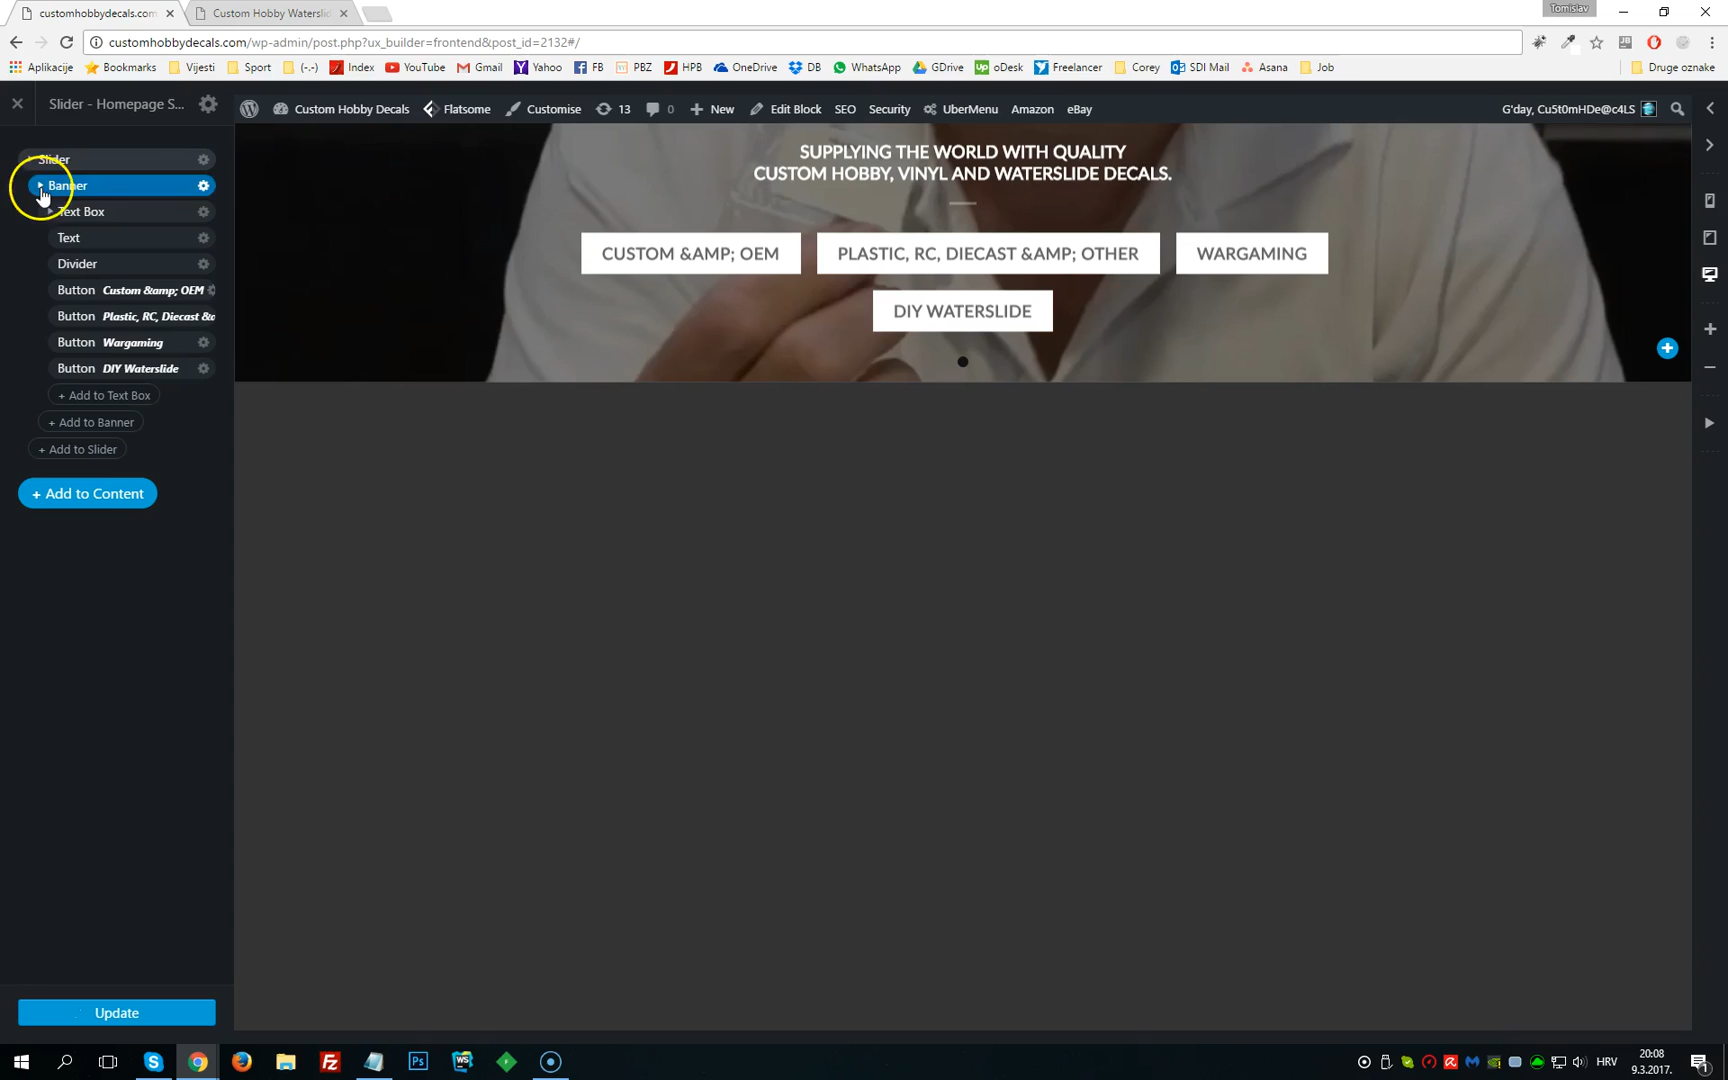 customhobbydecals.com
Custom Hobby Waterslid
Tomislav
customhobbydecals.com/wp-admin/post.php?ux_builder=frontend&post_id=2132#/
Aplikacije
Bookmarks
Vijesti
Sport
(-.-)
Index
YouTube
Gmail
Yahoo
FB
PBZ
HPB
OneDrive
DB
WhatsApp
GDrive
oDesk
Freelancer
Corey
SDI Mail
Asana
Job
Druge oznake
Slider - Homepage S...
Custom Hobby Decals
Flatsome
Customise
13
0
New
Edit Block
SEO
Security
UberMenu
Amazon
eBay
G'day, Cu5t0mHDe@c4LS
Slider
Banner
Text Box
Text
Divider
Button Custom &amp; OEM
Button Plastic, RC, Diecast &a
Button Wargaming
Button DIY Waterslide
+ Add to Text Box
+ Add to Banner
+ Add to Slider
+ Add to Content
Update
SUPPLYING THE WORLD WITH QUALITY
CUSTOM HOBBY, VINYL AND WATERSLIDE DECALS.
CUSTOM &AMP; OEM
PLASTIC, RC, DIECAST &AMP; OTHER
WARGAMING
DIY WATERSLIDE
HRV
20:08
9.3.2017.
1